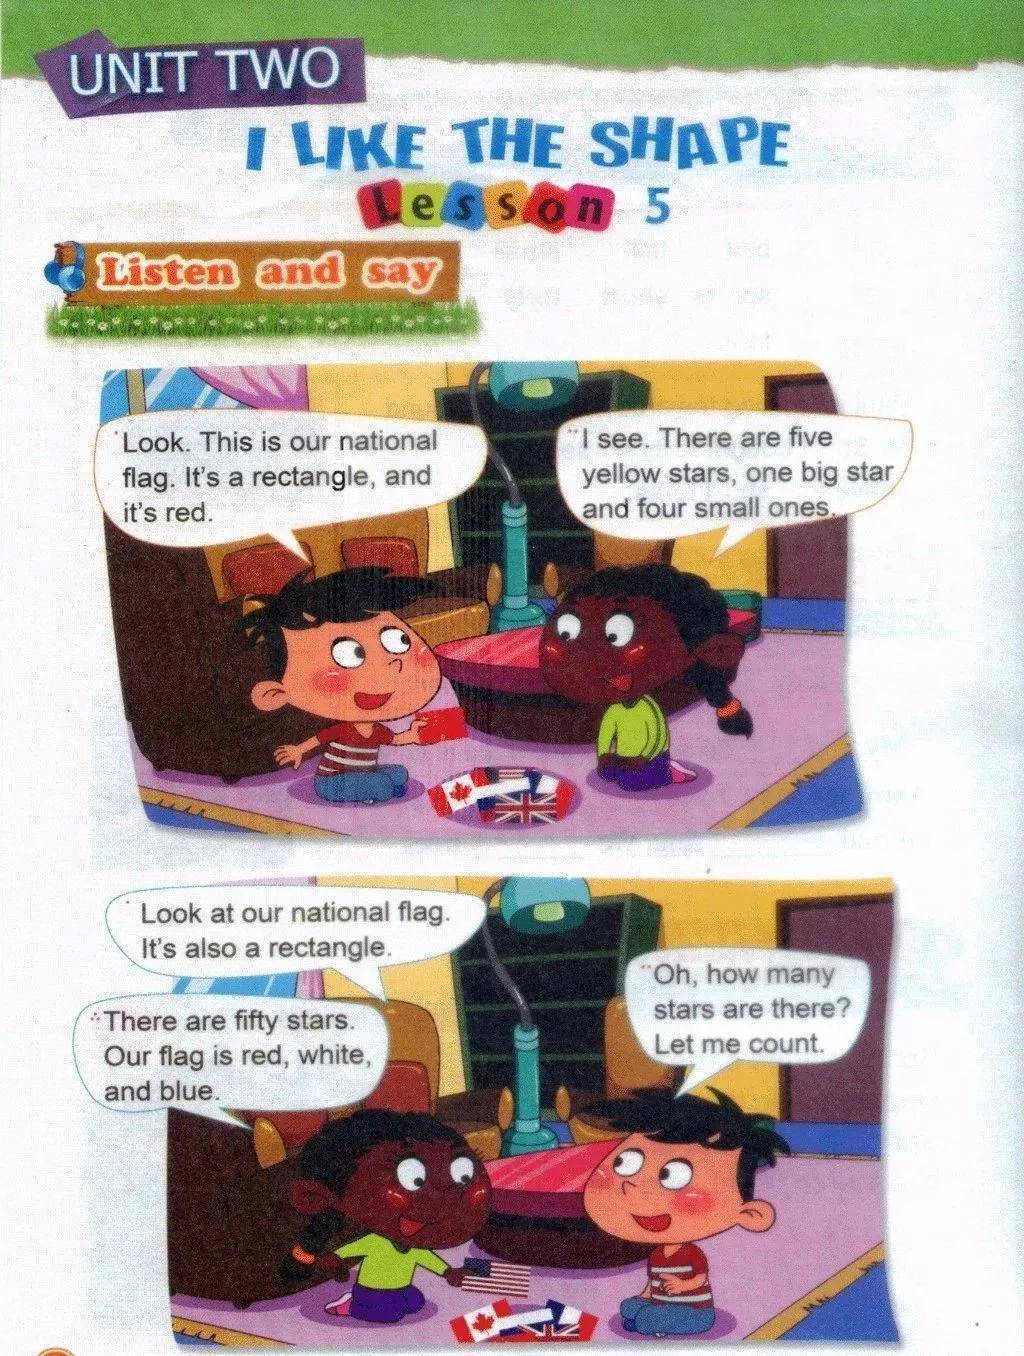 UNIT TWO
I LIKE THE SHAPE
Lesson 5
Listen and say
Look. This is our national
flag. It's a rectangle, and
it's red.
I see. There are five
yellow stars, one big star
and four small ones.
Look at our national flag.
It's also a rectangle.
Oh, how many
stars are there?
Let me count.
There are fifty stars.
Our flag is red, white,
and blue.